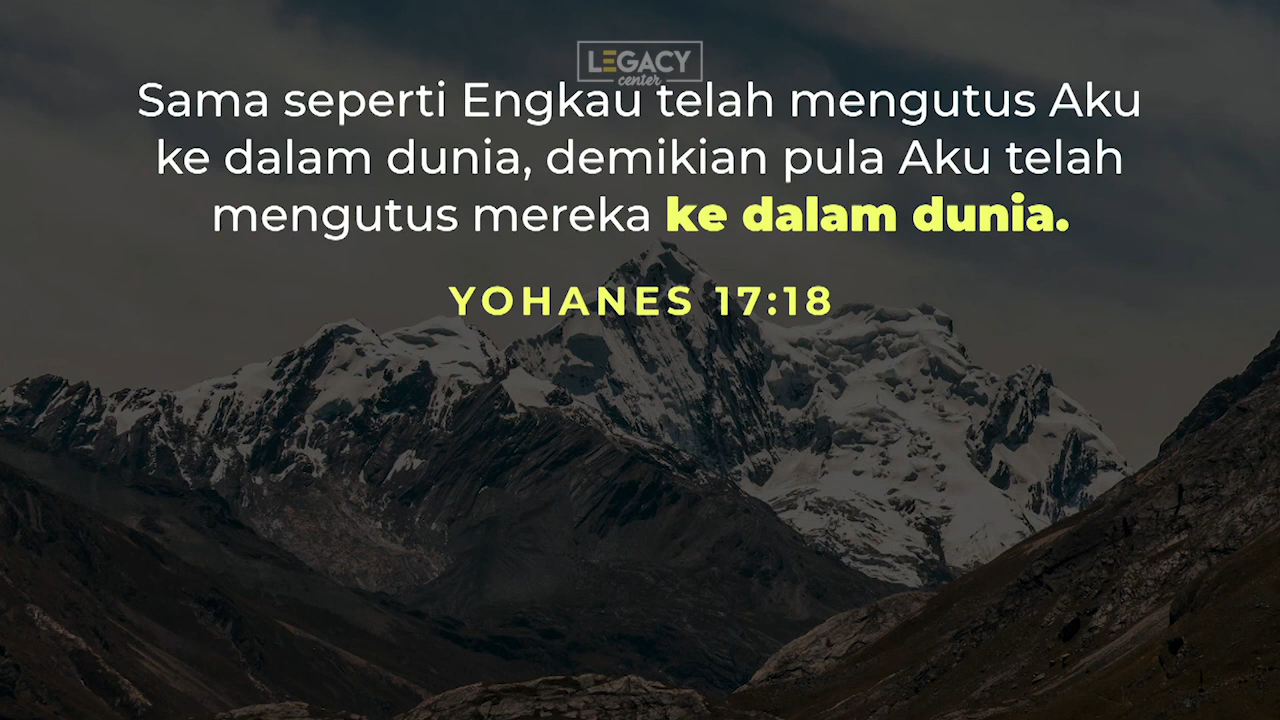 LEGACY
center
Sama seperti Engkau telah mengutus Aku
ke dalam dunia, demikian pula Aku telah
mengutus mereka ke dalam dunia.
YOHANES 17:18